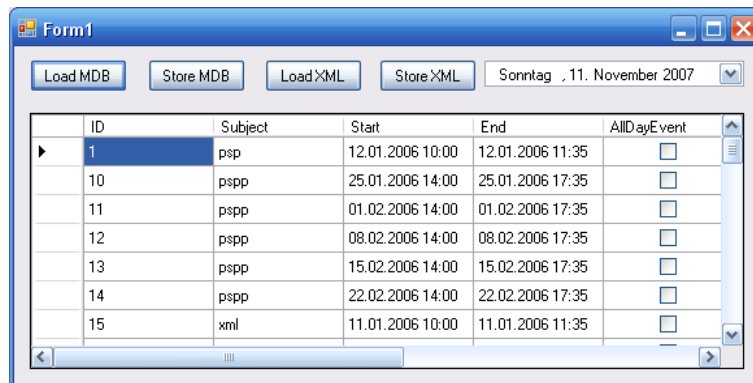 Form1
Load MDB Store MDB Load XML Store XML Sonntag , 11. November 2007
ID Subject Start End AllDayEvent
1 psp 12.01.2006 10:00 12.01.2006 11:35
10 pspp 25.01.2006 14:00 25.01.2006 17:35
11 pspp 01.02.2006 14:00 01.02.2006 17:35
12 pspp 08.02.2006 14:00 08.02.2006 17:35
13 pspp 15.02.2006 14:00 15.02.2006 17:35
14 pspp 22.02.2006 14:00 22.02.2006 17:35
15 xml 11.01.2006 10:00 11.01.2006 11:35